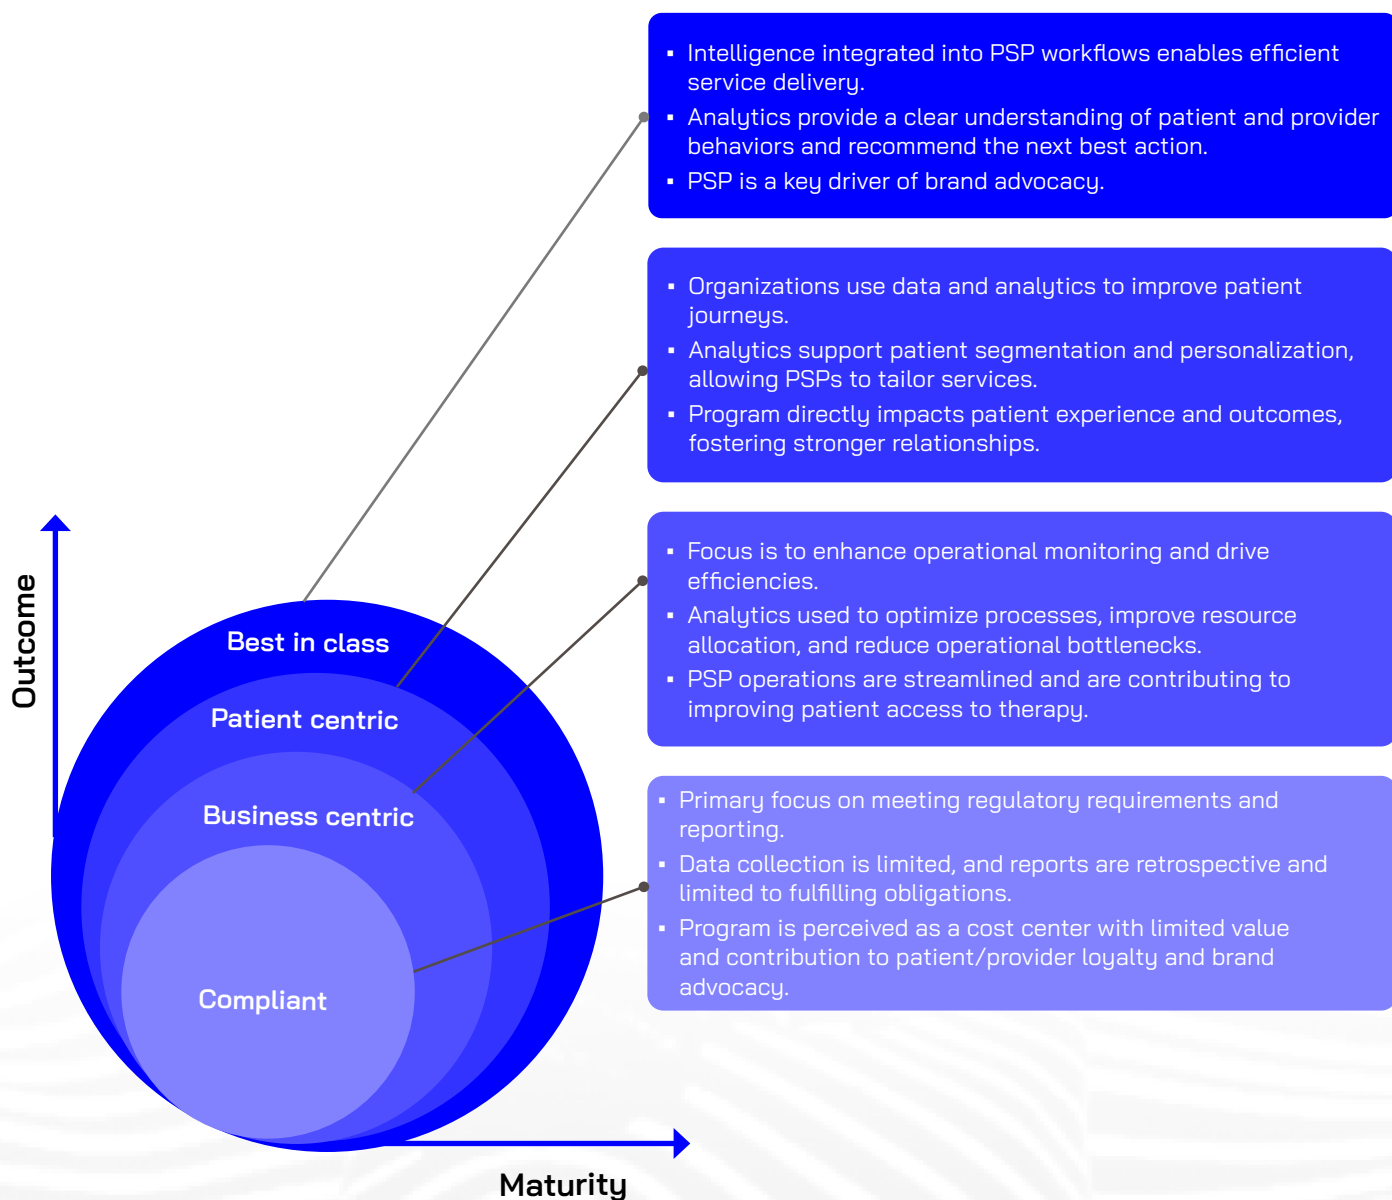 ▪ Intelligence integrated into PSP workflows enables efficient
service delivery.
▪ Analytics provide a clear understanding of patient and provider
behaviors and recommend the next best action.
▪ PSP is a key driver of brand advocacy.
▪ Organizations use data and analytics to improve patient
journeys.
▪ Analytics support patient segmentation and personalization,
allowing PSPs to tailor services.
▪ Program directly impacts patient experience and outcomes,
fostering stronger relationships.
▪ Focus is to enhance operational monitoring and drive
efficiencies.
▪ Analytics used to optimize processes, improve resource
allocation, and reduce operational bottlenecks.
▪ PSP operations are streamlined and are contributing to
improving patient access to therapy.
▪ Primary focus on meeting regulatory requirements and
reporting.
▪ Data collection is limited, and reports are retrospective and
limited to fulfilling obligations.
▪ Program is perceived as a cost center with limited value
and contribution to patient/provider loyalty and brand
advocacy.
Outcome
Best in class
Patient centric
Business centric
Compliant
Maturity